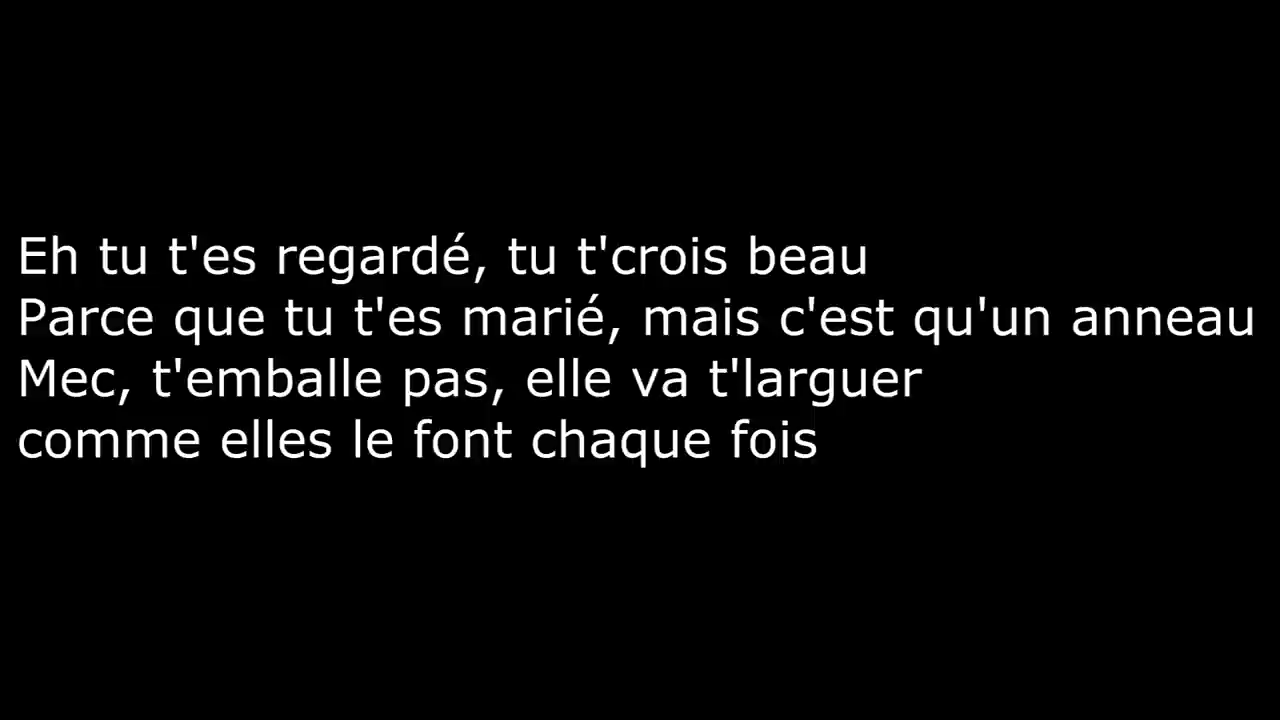 Eh tu t'es regardé, tu t'crois beau
Parce que tu t'es marié, mais c'est qu'un anneau
Mec, t'emballe pas, elle va t'larguer
comme elles le font chaque fois